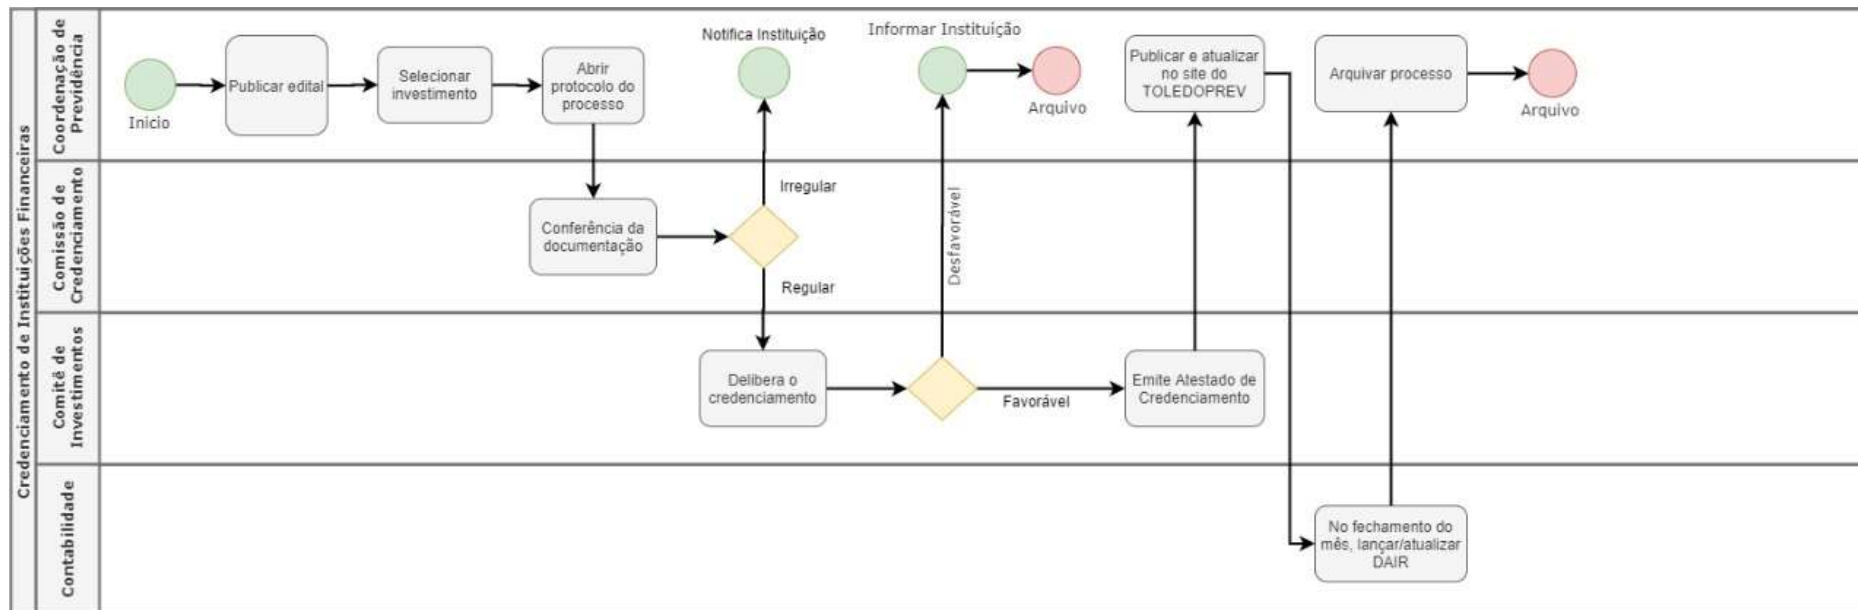 Credenciamento de Instituições Financeiras
Coordenação de
Previdência
Inicio
Publicar edital
Selecionar
investimento
Abrir
protocolo do
processo
Notifica Instituição
Informar Instituição
Arquivo
Publicar e atualizar
no site do
TOLEDOPREV
Arquivar processo
Arquivo
Comissão de
Credenciamento
Conferência da
documentação
Irregular
Regular
Desfavorável
Comitê de
Investimentos
Delibera o
credenciamento
Favorável
Emite Atestado de
Credenciamento
Contabilidade
No fechamento do
mês, lançar/atualizar
DAIR